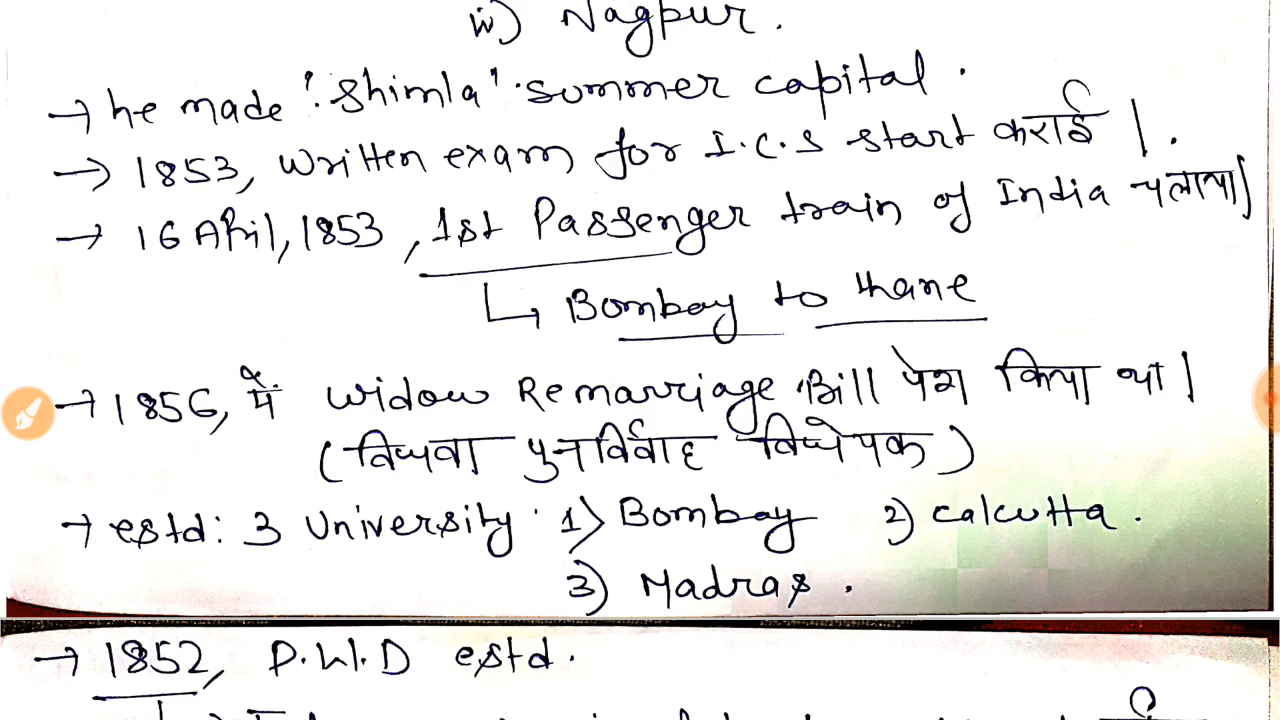 iv) Nagpur.
→ he made "Shimla" summer capital.
→ 1853, written exam for I.C.S start कराई |.
→ 16 April, 1853, 1st Passenger train of India चलाया|
↳ Bombay to thane
→ 1856, में widow Remarriage Bill पेश किया था|
(विधवा पुनर्विवाह विधेयक)
→ estd: 3 University 1) Bombay 2) Calcutta.
3) Madras.
→ 1852, P.W.D estd.